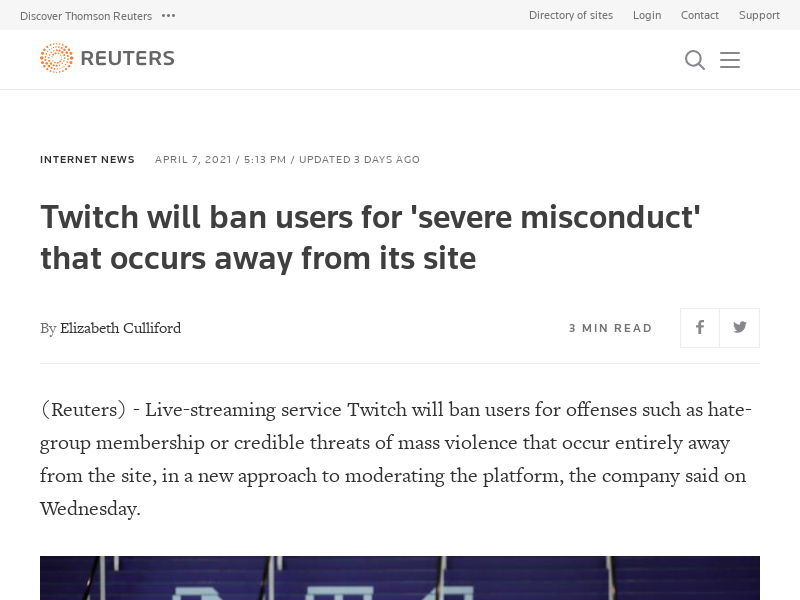 Discover Thomson Reuters
Directory of sites Login Contact Support
REUTERS
INTERNET NEWS APRIL 7, 2021 / 5:13 PM / UPDATED 3 DAYS AGO
Twitch will ban users for 'severe misconduct'
that occurs away from its site
By Elizabeth Culliford
3 MIN READ
(Reuters) - Live-streaming service Twitch will ban users for offenses such as hate-
group membership or credible threats of mass violence that occur entirely away
from the site, in a new approach to moderating the platform, the company said on
Wednesday.